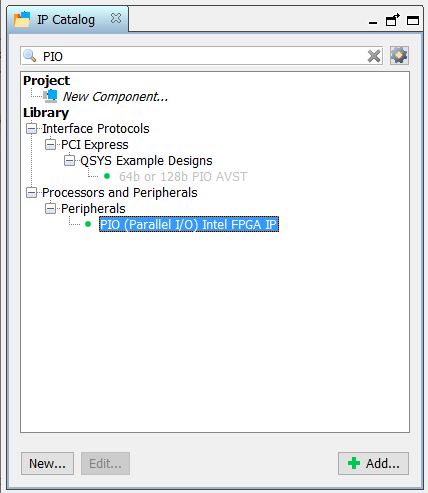 IP Catalog
PIO
Project
New Component...
Library
Interface Protocols
PCI Express
QSYS Example Designs
64b or 128b PIO AVST
Processors and Peripherals
Peripherals
PIO (Parallel I/O) Intel FPGA IP
New... Edit... Add...